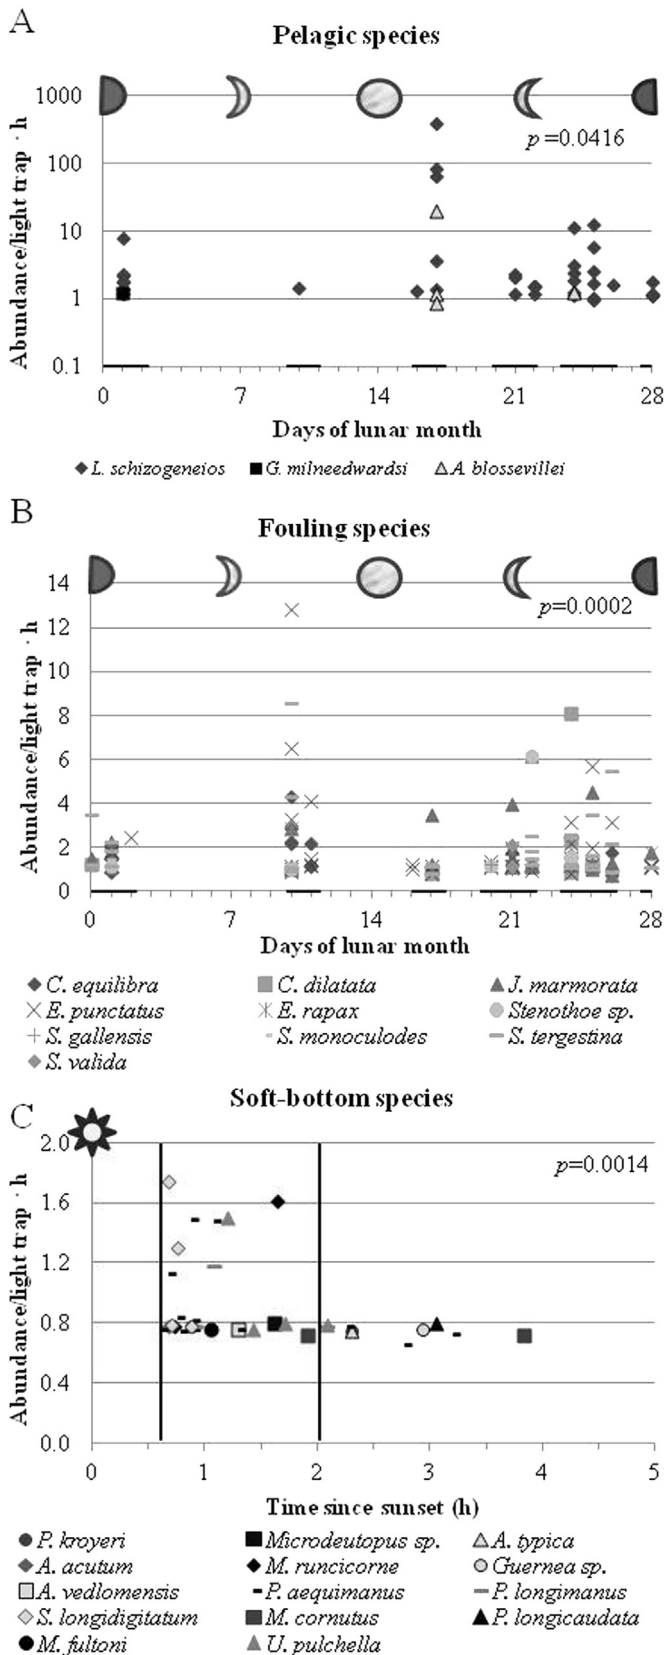 A
Pelagic species
1000
100
10
1
0.1
Abundance/light trap · h
p =0.0416
0 7 14 21 28
Days of lunar month
L. schizogeneios G. milneedwardsi A. blossevillei
B
Fouling species
14
12
10
8
6
4
2
0
Abundance/light trap · h
p=0.0002
0 7 14 21 28
Days of lunar month
C. equilibra C. dilatata J. marmorata
E. punctatus E. rapax Stenothoe sp.
S. gallensis S. monoculodes S. tergestina
S. valida
C
Soft-bottom species
2.0
1.6
1.2
0.8
0.4
0.0
Abundance/light trap · h
p=0.0014
0 1 2 3 4 5
Time since sunset (h)
P. kroyeri Microdeutopus sp. A. typica
A. acutum M. runcicorne Guernea sp.
A. vedlomensis P. aequimanus P. longimanus
S. longidigitatum M. cornutus P. longicaudata
M. fultoni U. pulchella